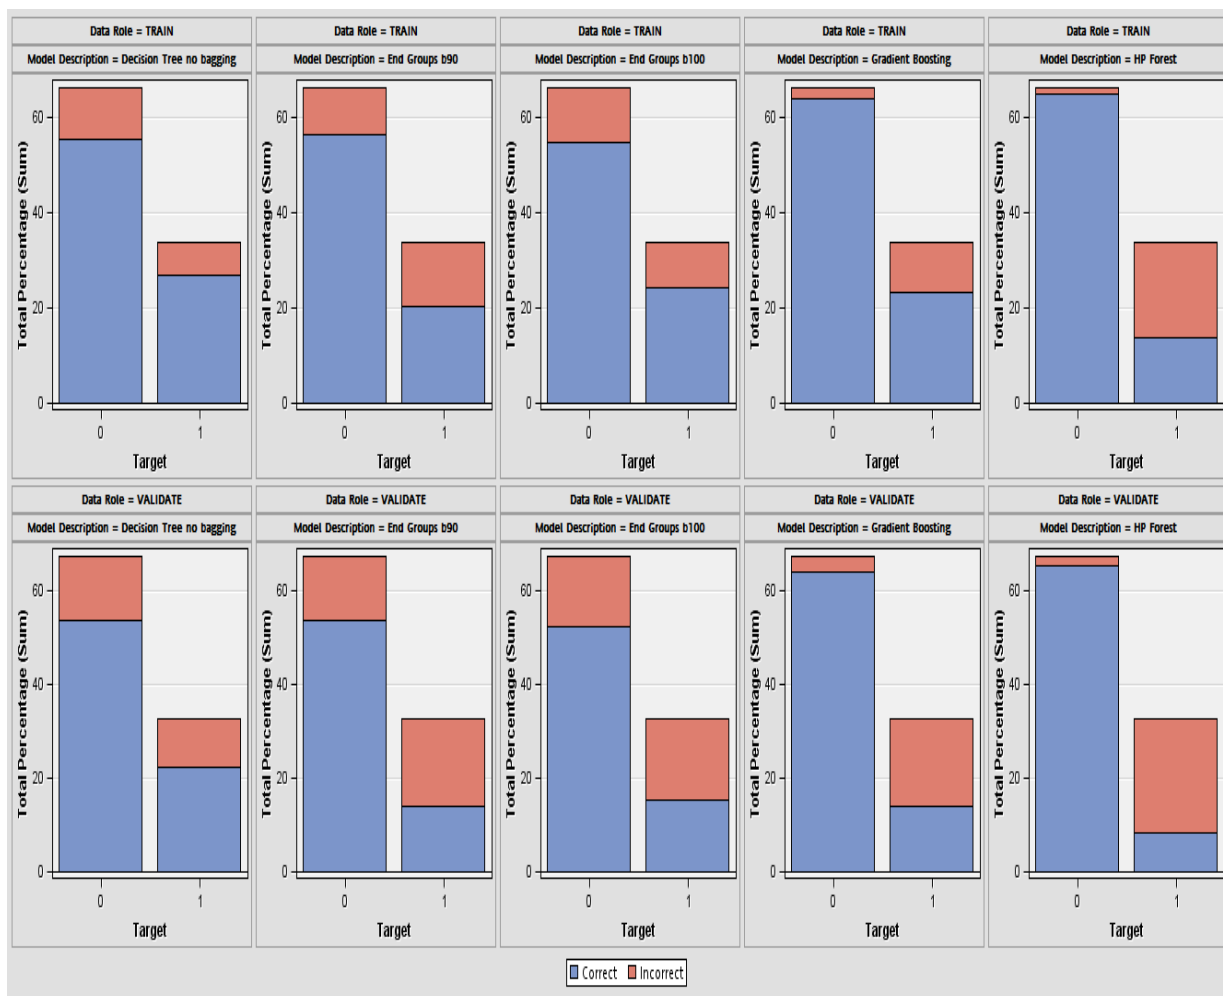 Data Role = TRAIN
Model Description = Decision Tree no bagging
Total Percentage (Sum)
60
40
20
0
0 1
Target
Data Role = TRAIN
Model Description = End Groups b90
Total Percentage (Sum)
60
40
20
0
0 1
Target
Data Role = TRAIN
Model Description = End Groups b100
Total Percentage (Sum)
60
40
20
0
0 1
Target
Data Role = TRAIN
Model Description = Gradient Boosting
Total Percentage (Sum)
60
40
20
0
0 1
Target
Data Role = TRAIN
Model Description = HP Forest
Total Percentage (Sum)
60
40
20
0
0 1
Target
Data Role = VALIDATE
Model Description = Decision Tree no bagging
Total Percentage (Sum)
60
40
20
0
0 1
Target
Data Role = VALIDATE
Model Description = End Groups b90
Total Percentage (Sum)
60
40
20
0
0 1
Target
Data Role = VALIDATE
Model Description = End Groups b100
Total Percentage (Sum)
60
40
20
0
0 1
Target
Data Role = VALIDATE
Model Description = Gradient Boosting
Total Percentage (Sum)
60
40
20
0
0 1
Target
Data Role = VALIDATE
Model Description = HP Forest
Total Percentage (Sum)
60
40
20
0
0 1
Target
Correct Incorrect